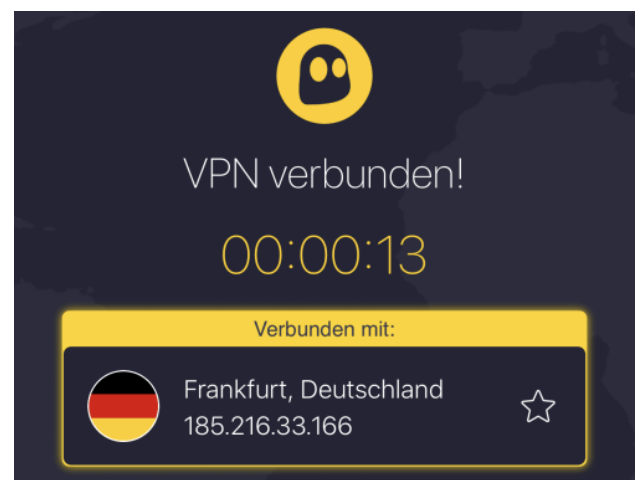 VPN verbunden!
00:00:13
Verbunden mit:
Frankfurt, Deutschland
185.216.33.166